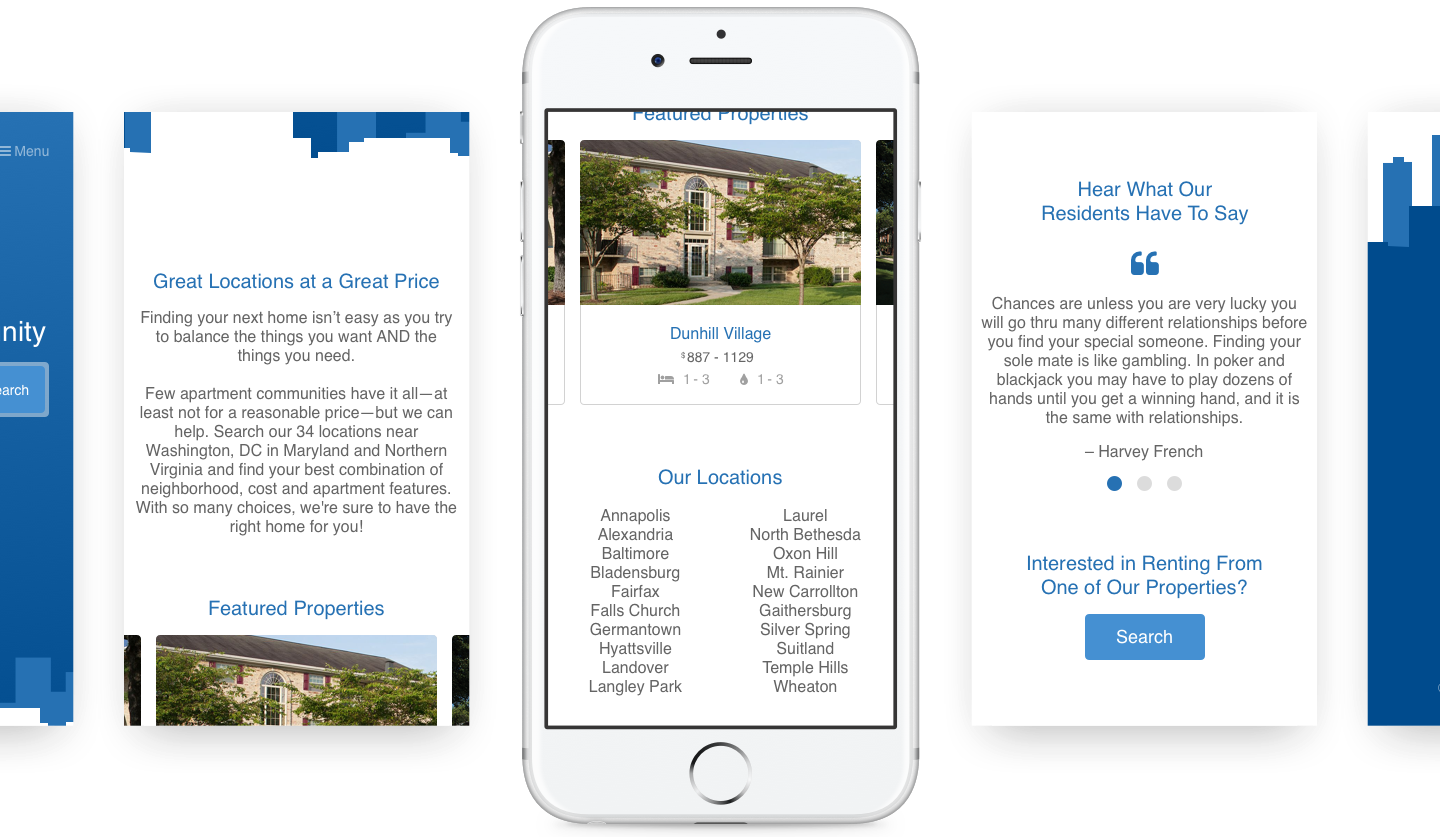 Menu
nity
earch
Great Locations at a Great Price
Finding your next home isn’t easy as you try
to balance the things you want AND the
things you need.
Few apartment communities have it all—at
least not for a reasonable price—but we can
help. Search our 34 locations near
Washington, DC in Maryland and Northern
Virginia and find your best combination of
neighborhood, cost and apartment features.
With so many choices, we're sure to have the
right home for you!
Featured Properties
Featured Properties
Dunhill Village
$887 - 1129
1 - 3 1 - 3
Our Locations
Annapolis
Alexandria
Baltimore
Bladensburg
Fairfax
Falls Church
Germantown
Hyattsville
Landover
Langley Park
Laurel
North Bethesda
Oxon Hill
Mt. Rainier
New Carrollton
Gaithersburg
Silver Spring
Suitland
Temple Hills
Wheaton
Hear What Our
Residents Have To Say
“
Chances are unless you are very lucky you
will go thru many different relationships before
you find your special someone. Finding your
sole mate is like gambling. In poker and
blackjack you may have to play dozens of
hands until you get a winning hand, and it is
the same with relationships.
– Harvey French
Interested in Renting From
One of Our Properties?
Search